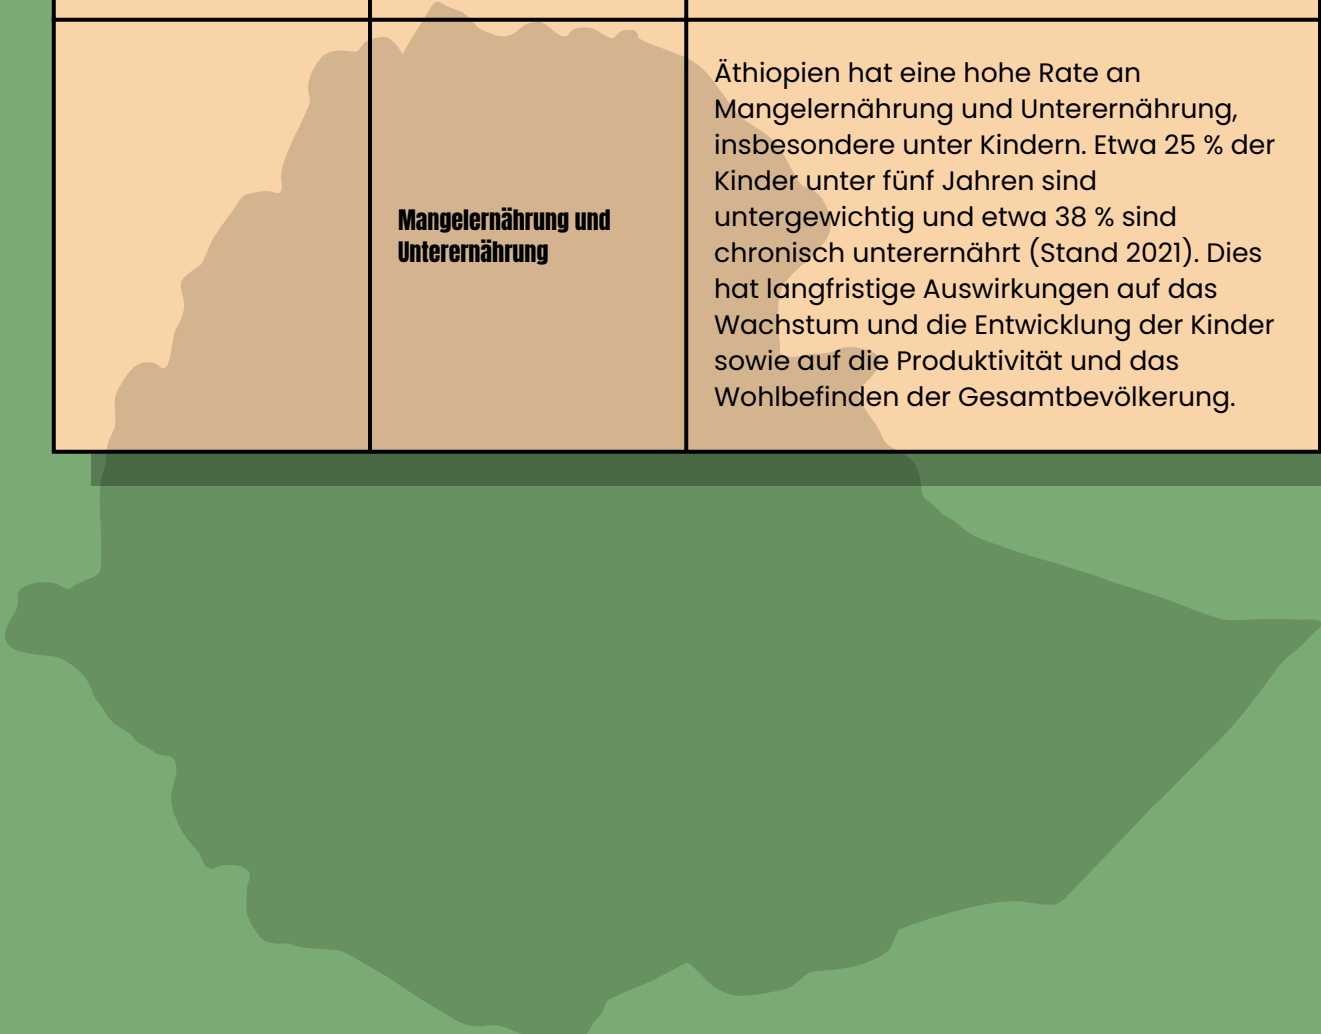 Mangelernährung und
Unterernährung
Äthiopien hat eine hohe Rate an
Mangelernährung und Unterernährung,
insbesondere unter Kindern. Etwa 25 % der
Kinder unter fünf Jahren sind
untergewichtig und etwa 38 % sind
chronisch unterernährt (Stand 2021). Dies
hat langfristige Auswirkungen auf das
Wachstum und die Entwicklung der Kinder
sowie auf die Produktivität und das
Wohlbefinden der Gesamtbevölkerung.